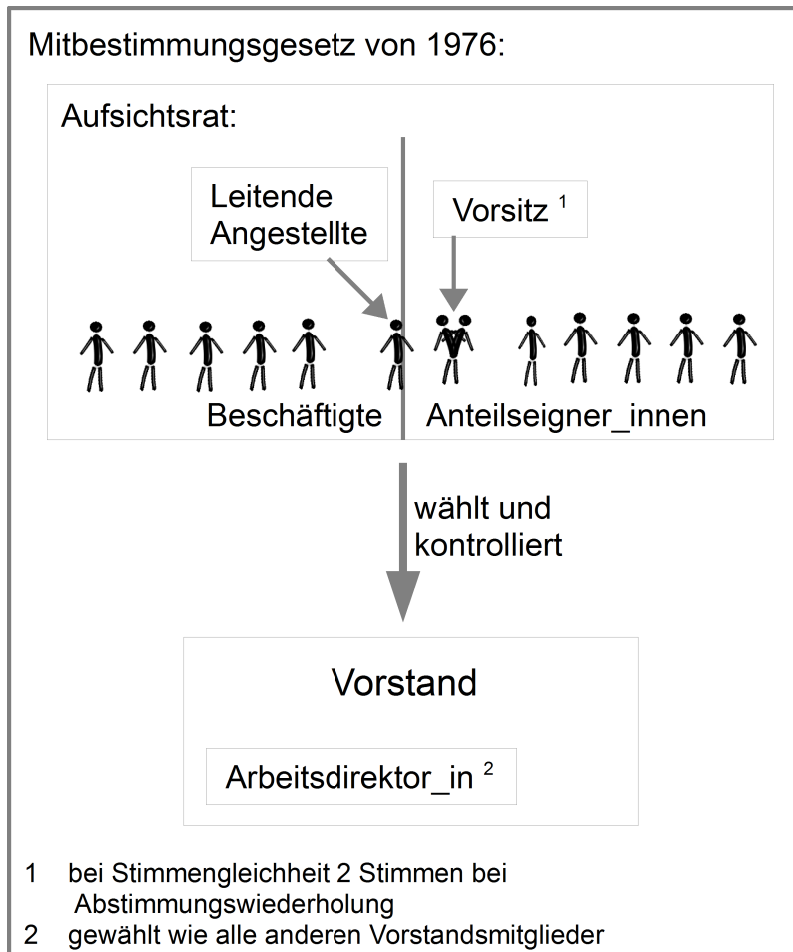 Mitbestimmungsgesetz von 1976:
Aufsichtsrat:
Leitende
Angestellte
Vorsitz ¹
Beschäftigte
Anteilseigner_innen
wählt und
kontrolliert
Vorstand
Arbeitsdirektor_in ²
1 bei Stimmengleichheit 2 Stimmen bei
Abstimmungswiederholung
2 gewählt wie alle anderen Vorstandsmitglieder